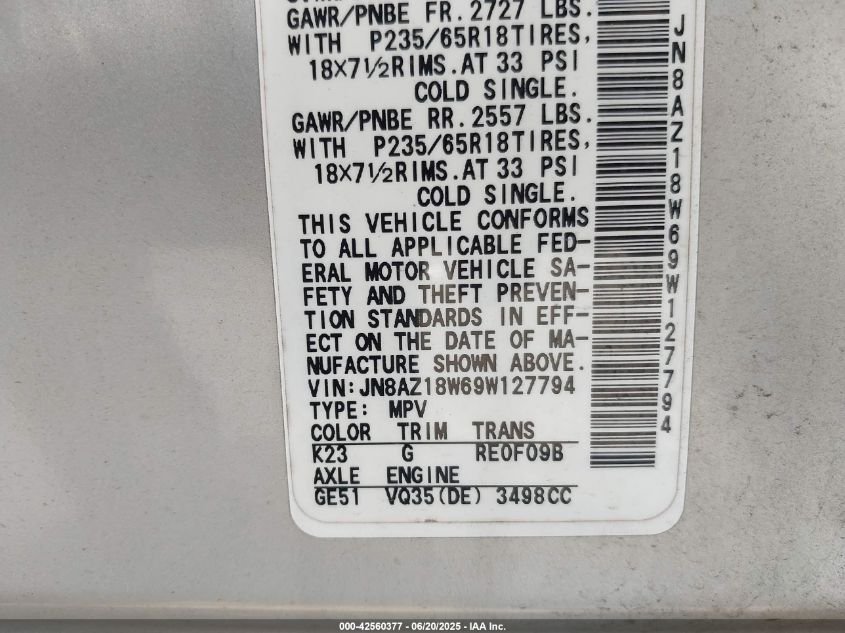 GAWR/PNBE FR. 2727 LBS.
WITH P235/65R18TIRES,
18X7½RIMS.AT 33 PSI
COLD SINGLE.
GAWR/PNBE RR. 2557 LBS.
WITH P235/65R18TIRES,
18X7½RIMS.AT 33 PSI
COLD SINGLE.
THIS VEHICLE CONFORMS
TO ALL APPLICABLE FED-
ERAL MOTOR VEHICLE SA-
FETY AND THEFT PREVEN-
TION STANDARDS IN EFF-
ECT ON THE DATE OF MA-
NUFACTURE SHOWN ABOVE.
VIN:JN8AZ18W69W127794
TYPE: MPV
COLOR TRIM TRANS
K23 G RE0F09B
AXLE ENGINE
GE51 VQ35(DE) 3498CC
JN8AZ18W69W127794
000-42560377 - 06/20/2025 - IAA Inc.